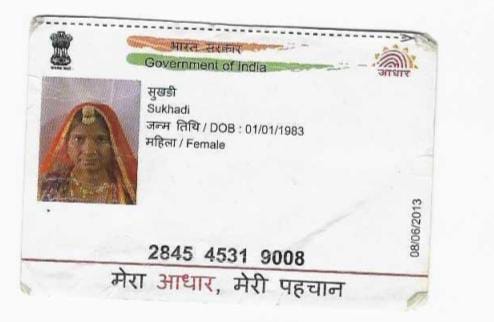 भारत सरकार
Government of India
आधार
सुखडी
Sukhadi
जन्म तिथि / DOB : 01/01/1983
महिला / Female
08/06/2013
2845 4531 9008
मेरा आधार, मेरी पहचान